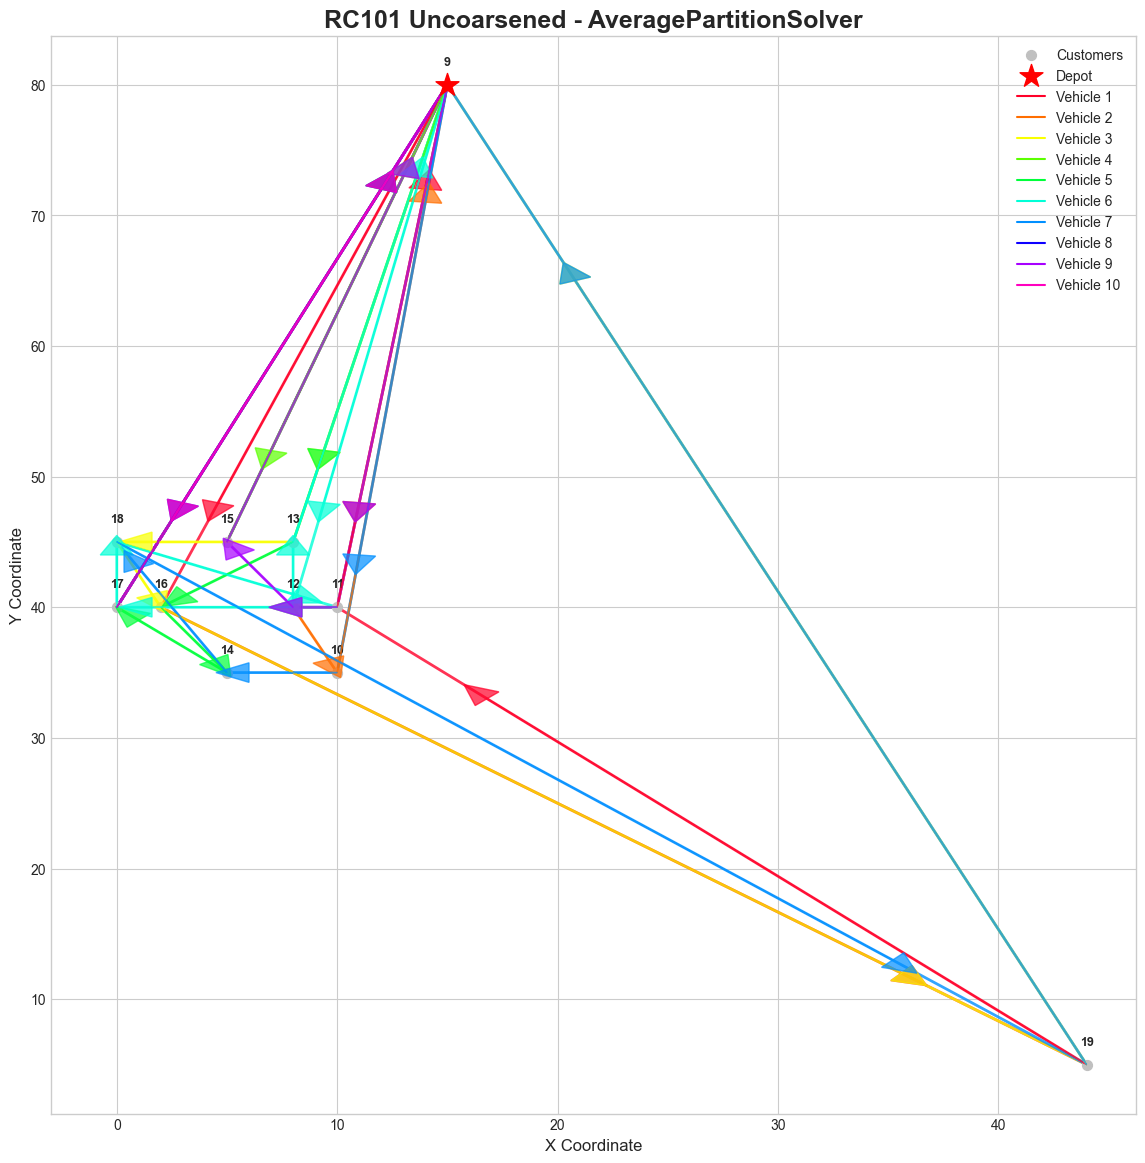 RC101 Uncoarsened - AveragePartitionSolver
9
Customers
Depot
Vehicle 1
Vehicle 2
Vehicle 3
Vehicle 4
Vehicle 5
Vehicle 6
Vehicle 7
Vehicle 8
Vehicle 9
Vehicle 10
80
70
60
50
40
30
20
10
Y Coordinate
18
15
13
17
16
12
11
14
10
19
0
10
20
30
40
X Coordinate